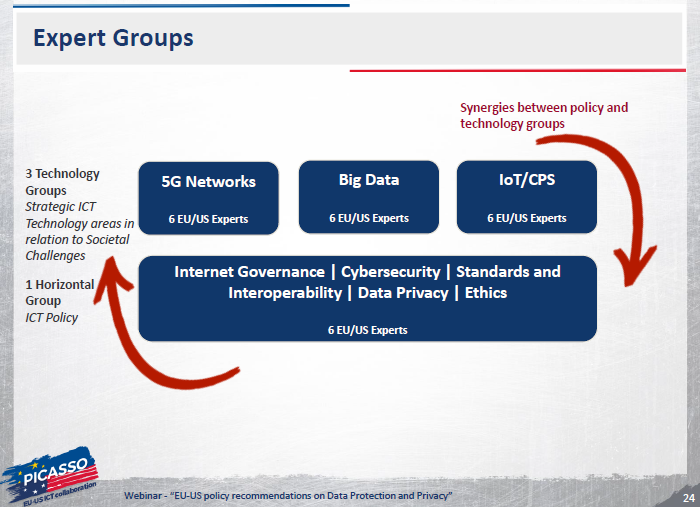 Expert Groups
Synergies between policy and
technology groups
3 Technology
Groups
Strategic ICT
Technology areas in
relation to Societal
Challenges
1 Horizontal
Group
ICT Policy
5G Networks
6 EU/US Experts
Big Data
6 EU/US Experts
IoT/CPS
6 EU/US Experts
Internet Governance | Cybersecurity | Standards and
Interoperability | Data Privacy | Ethics
6 EU/US Experts
PICASSO
EU-US ICT collaboration
Webinar - “EU-US policy recommendations on Data Protection and Privacy”
24